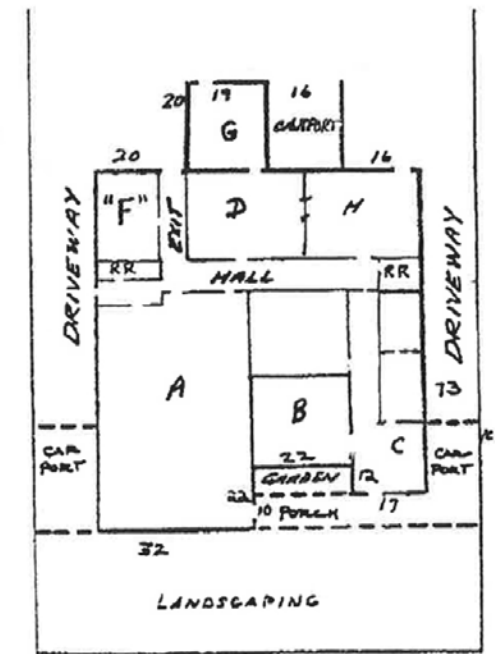 19
16
20
G
CARPORT
20
16
"F"
EXIT
D
H
DRIVEWAY
DRIVEWAY
RR
HALL
RR
A
73
B
C
CAR
PORT
CAR-
PORT
22
GARDEN
12
22
10
PORCH
17
32
LANDSCAPING